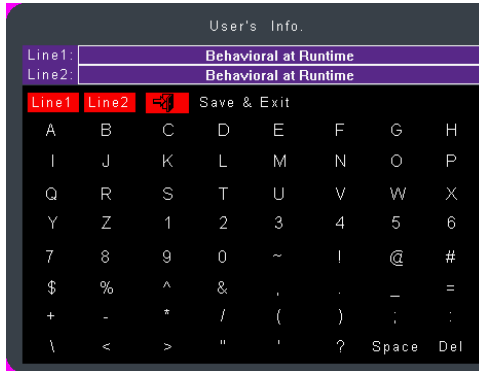 User's Info.
Line1: Behavioral at Runtime
Line2: Behavioral at Runtime
Line1 Line2 Save & Exit
A B C D E F G H
I J K L M N O P
Q R S T U V W X
Y Z 1 2 3 4 5 6
7 8 9 0 ~ ! @ #
$ % ^ & , . _ =
+ - * / ( ) ; :
\ < > " ' ? Space Del